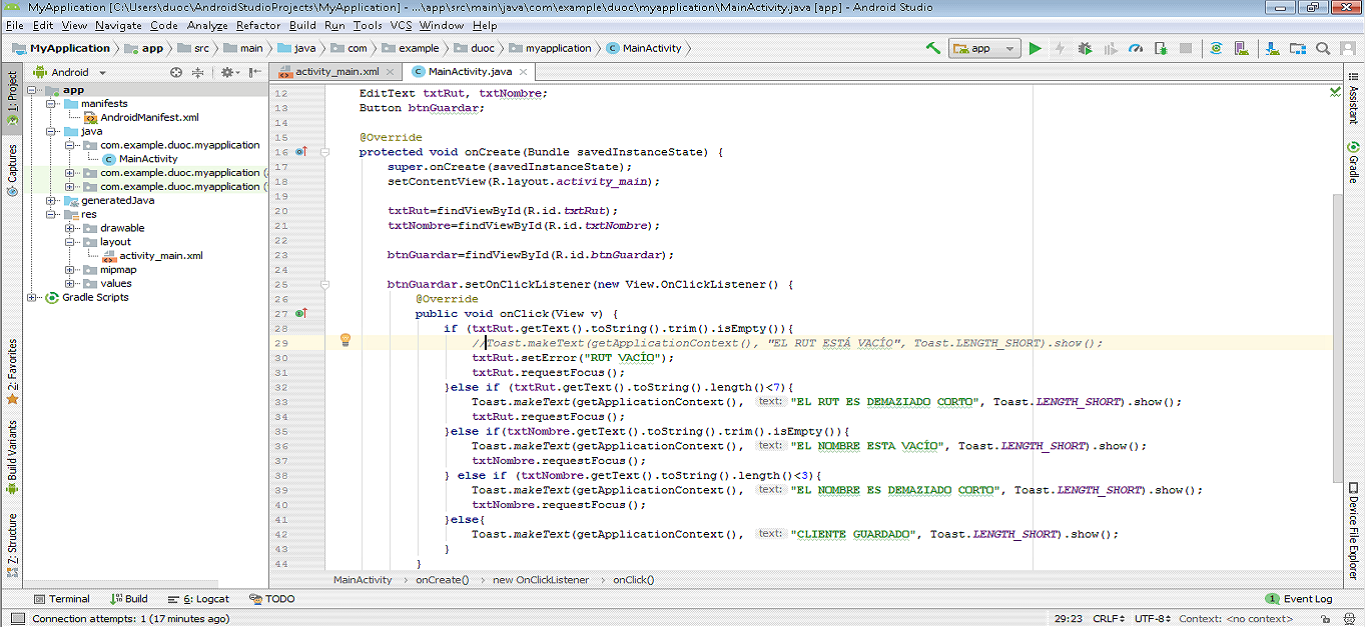 MyApplication [C:\Users\duoc\AndroidStudioProjects\MyApplication] - ...\app\src\main\java\com\example\duoc\myapplication\MainActivity.java [app] - Android Studio
File Edit View Navigate Code Analyze Refactor Build Run Tools VCS Window Help
MyApplication app src main java com example duoc myapplication MainActivity app
Android activity_main.xml MainActivity.java
1: Project
Captures
2: Favorites
Build Variants
Z: Structure
app
manifests
AndroidManifest.xml
java
com.example.duoc.myapplication
MainActivity
com.example.duoc.myapplication (
com.example.duoc.myapplication (
generatedJava
res
drawable
layout
activity_main.xml
mipmap
values
Gradle Scripts
12 EditText txtRut, txtNombre;
13 Button btnGuardar;
14
15 @Override
16 protected void onCreate(Bundle savedInstanceState) {
17 super.onCreate(savedInstanceState);
18 setContentView(R.layout.activity_main);
19
20 txtRut=findViewById(R.id.txtRut);
21 txtNombre=findViewById(R.id.txtNombre);
22
23 btnGuardar=findViewById(R.id.btnGuardar);
24
25 btnGuardar.setOnClickListener(new View.OnClickListener() {
26 @Override
27 public void onClick(View v) {
28 if (txtRut.getText().toString().trim().isEmpty()){
29 //Toast.makeText(getApplicationContext(), "EL RUT ESTÁ VACÍO", Toast.LENGTH_SHORT).show();
30 txtRut.setError("RUT VACÍO");
31 txtRut.requestFocus();
32 }else if (txtRut.getText().toString().length()<7){
33 Toast.makeText(getApplicationContext(), text: "EL RUT ES DEMAZIADO CORTO", Toast.LENGTH_SHORT).show();
34 txtRut.requestFocus();
35 }else if(txtNombre.getText().toString().trim().isEmpty()){
36 Toast.makeText(getApplicationContext(), text: "EL NOMBRE ESTA VACÍO", Toast.LENGTH_SHORT).show();
37 txtNombre.requestFocus();
38 } else if (txtNombre.getText().toString().length()<3){
39 Toast.makeText(getApplicationContext(), text: "EL NOMBRE ES DEMAZIADO CORTO", Toast.LENGTH_SHORT).show();
40 txtNombre.requestFocus();
41 }else{
42 Toast.makeText(getApplicationContext(), text: "CLIENTE GUARDADO", Toast.LENGTH_SHORT).show();
43 }
44 }
MainActivity onCreate() new OnClickListener onClick()
Assistant
Gradle
Device File Explorer
Terminal Build 6: Logcat TODO 1 Event Log
Connection attempts: 1 (17 minutes ago) 29:23 CRLF UTF-8 Context: <no context>